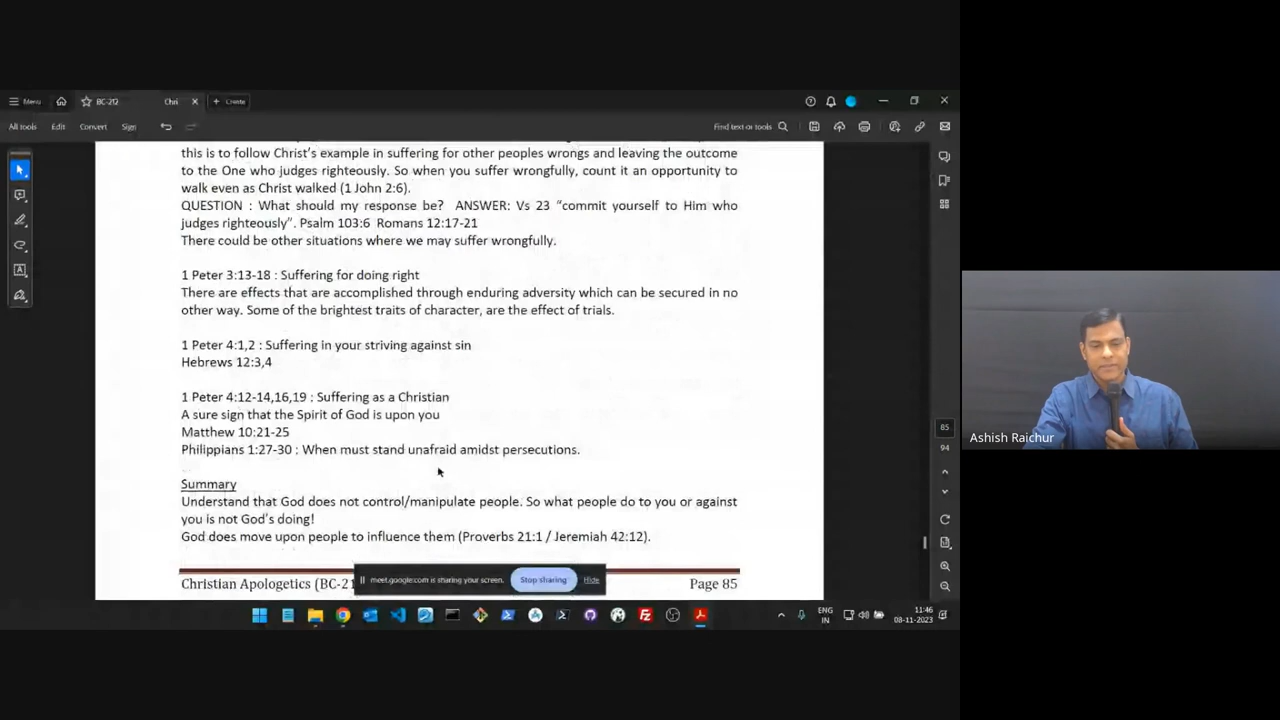 Menu
BC-212
Chri
Create
All tools
Edit
Convert
Sign
Find text or tools
this is to follow Christ's example in suffering for other peoples wrongs and leaving the outcome
to the One who judges righteously. So when you suffer wrongfully, count it an opportunity to
walk even as Christ walked (1 John 2:6).
QUESTION : What should my response be? ANSWER: Vs 23 “commit yourself to Him who
judges righteously”. Psalm 103:6 Romans 12:17-21
There could be other situations where we may suffer wrongfully.
1 Peter 3:13-18 : Suffering for doing right
There are effects that are accomplished through enduring adversity which can be secured in no
other way. Some of the brightest traits of character, are the effect of trials.
1 Peter 4:1,2 : Suffering in your striving against sin
Hebrews 12:3,4
1 Peter 4:12-14,16,19 : Suffering as a Christian
A sure sign that the Spirit of God is upon you
Matthew 10:21-25
Philippians 1:27-30 : When must stand unafraid amidst persecutions.
Summary
Understand that God does not control/manipulate people. So what people do to you or against
you is not God's doing!
God does move upon people to influence them (Proverbs 21:1 / Jeremiah 42:12).
Christian Apologetics (BC-21
Page 85
meet.google.com is sharing your screen.
Stop sharing
Hide
85
94
ENG
IN
11:46
08-11-2023
Ashish Raichur